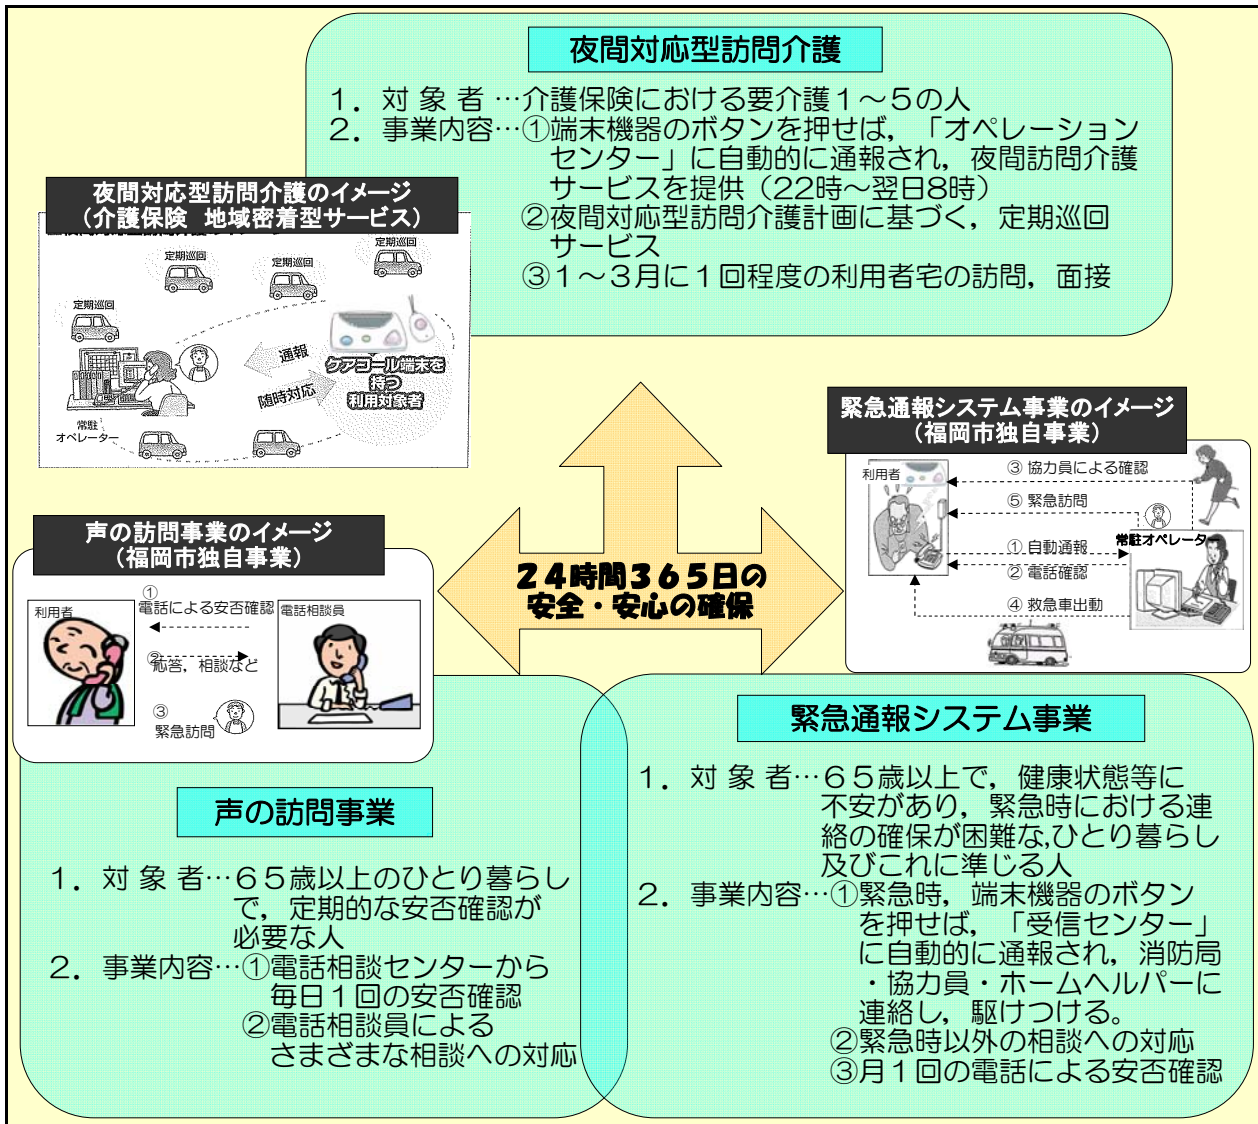 夜間対応型訪問介護
１．対 象 者 …介護保険における要介護１～５の人
２．事業内容…①端末機器のボタンを押せば，「オペレーション
センター」に自動的に通報され，夜間訪問介護
サービスを提供（22時～翌日8時）
②夜間対応型訪問介護計画に基づく，定期巡回
サービス
③１～３月に１回程度の利用者宅の訪問，面接
夜間対応型訪問介護のイメージ
（介護保険 地域密着型サービス）
定期巡回
定期巡回
定期巡回
定期巡回
通報
随時対応
ケアコール端末を
持つ
利用対象者
常駐
オペレーター
緊急通報システム事業のイメージ
（福岡市独自事業）
利用者
③ 協力員による確認
⑤ 緊急訪問
① 自動通報
② 電話確認
④ 救急車出動
常駐オペレーター
２４時間３６５日の
安全・安心の確保
声の訪問事業のイメージ
（福岡市独自事業）
利用者
①
電話による安否確認
電話相談員
②
応答，相談など
③
緊急訪問
声の訪問事業
１．対 象 者…６５歳以上のひとり暮らし
で，定期的な安否確認が
必要な人
２．事業内容…①電話相談センターから
毎日１回の安否確認
②電話相談員による
さまざまな相談への対応
緊急通報システム事業
１．対 象 者…６５歳以上で，健康状態等に
不安があり，緊急時における連
絡の確保が困難な,ひとり暮らし
及びこれに準じる人
２．事業内容…①緊急時，端末機器のボタン
を押せば，「受信センター」
に自動的に通報され，消防局
・協力員・ホームヘルパーに
連絡し，駆けつける。
②緊急時以外の相談への対応
③月１回の電話による安否確認